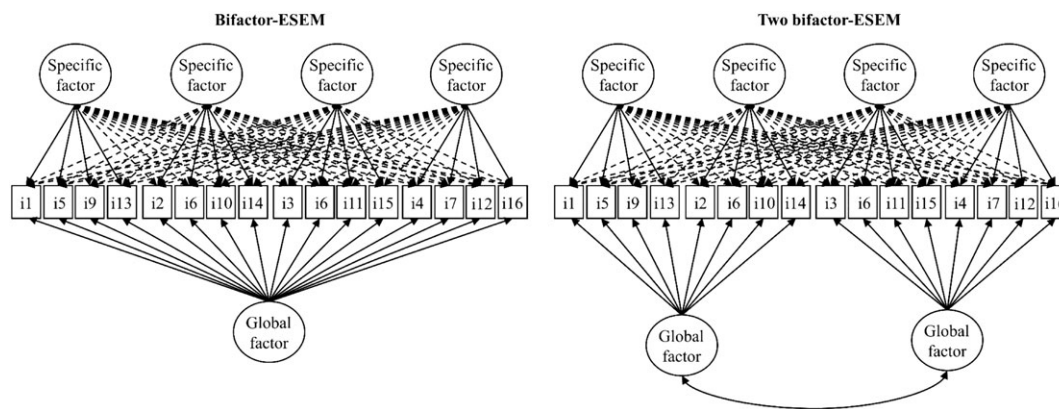 Bifactor-ESEM
Specific factor
Specific factor
Specific factor
Specific factor
i1 i5 i9 i13 i2 i6 i10 i14 i3 i6 i11 i15 i4 i7 i12 i16
Global factor
Two bifactor-ESEM
Specific factor
Specific factor
Specific factor
Specific factor
i1 i5 i9 i13 i2 i6 i10 i14 i3 i6 i11 i15 i4 i7 i12 i16
Global factor
Global factor